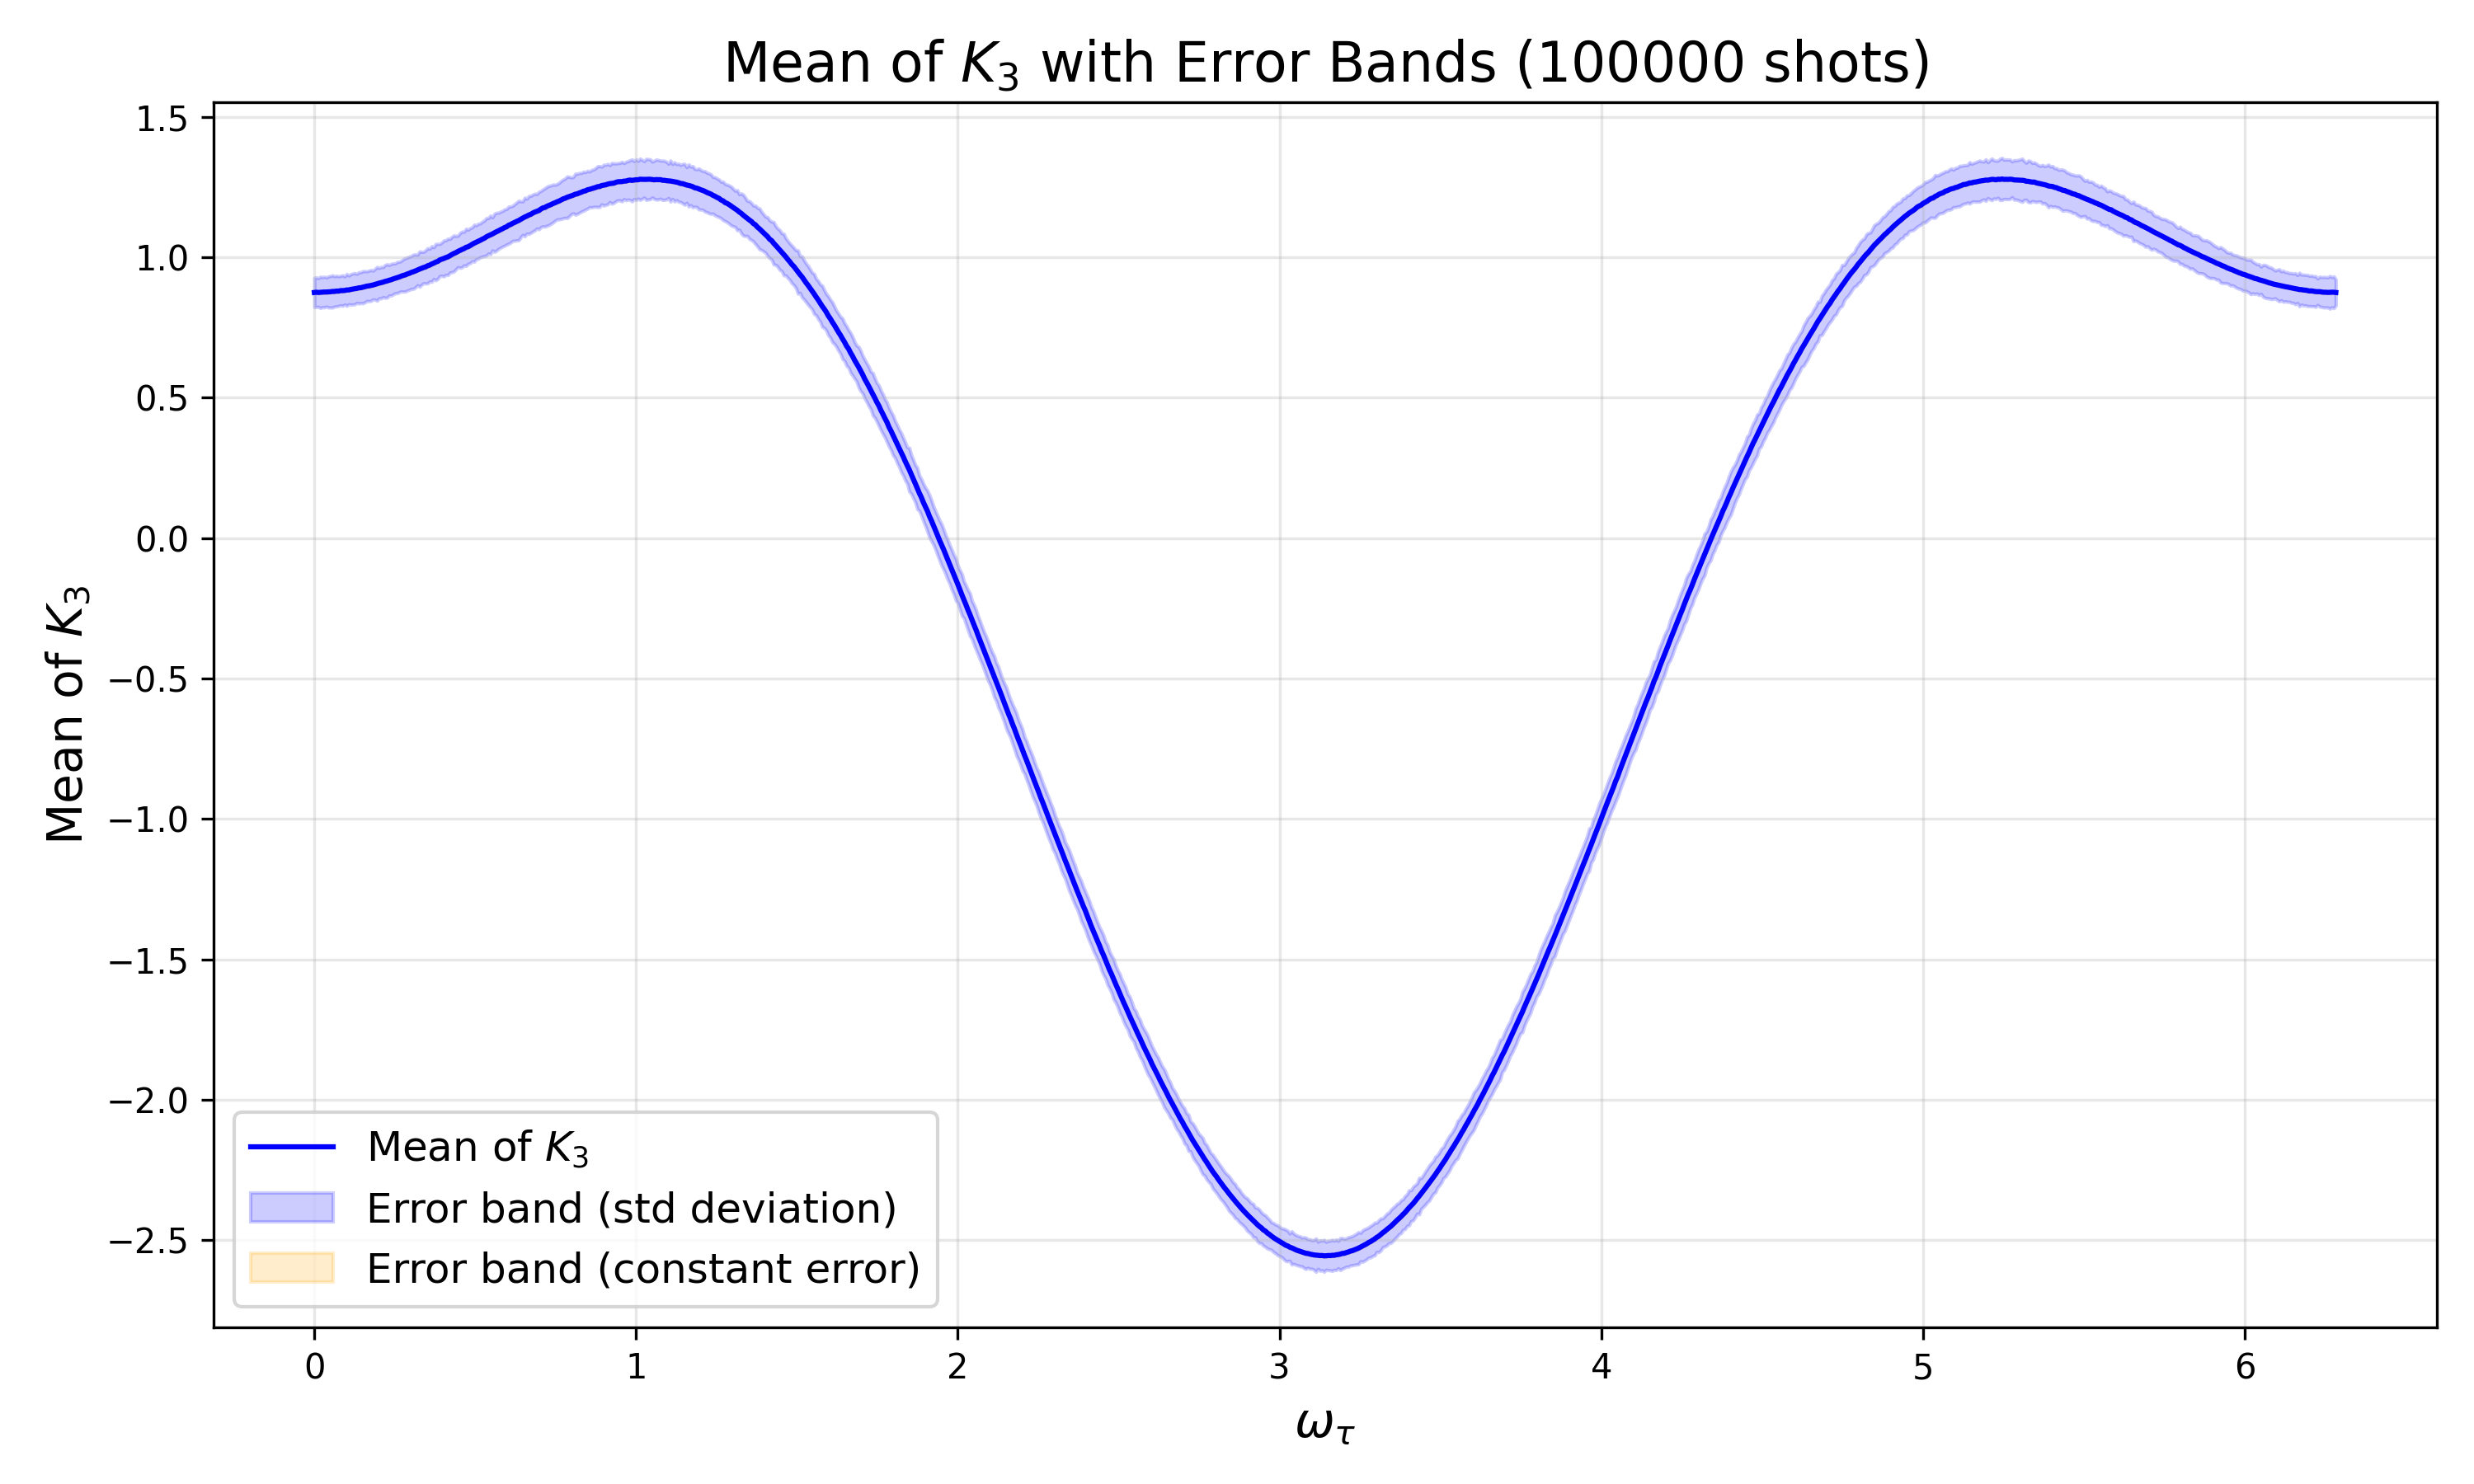 Mean of K₃ with Error Bands (100000 shots)
Mean of K₃
1.5
1.0
0.5
0.0
−0.5
−1.0
−1.5
−2.0
−2.5
Mean of K₃
Error band (std deviation)
Error band (constant error)
0 1 2 3 4 5 6
ω_τ